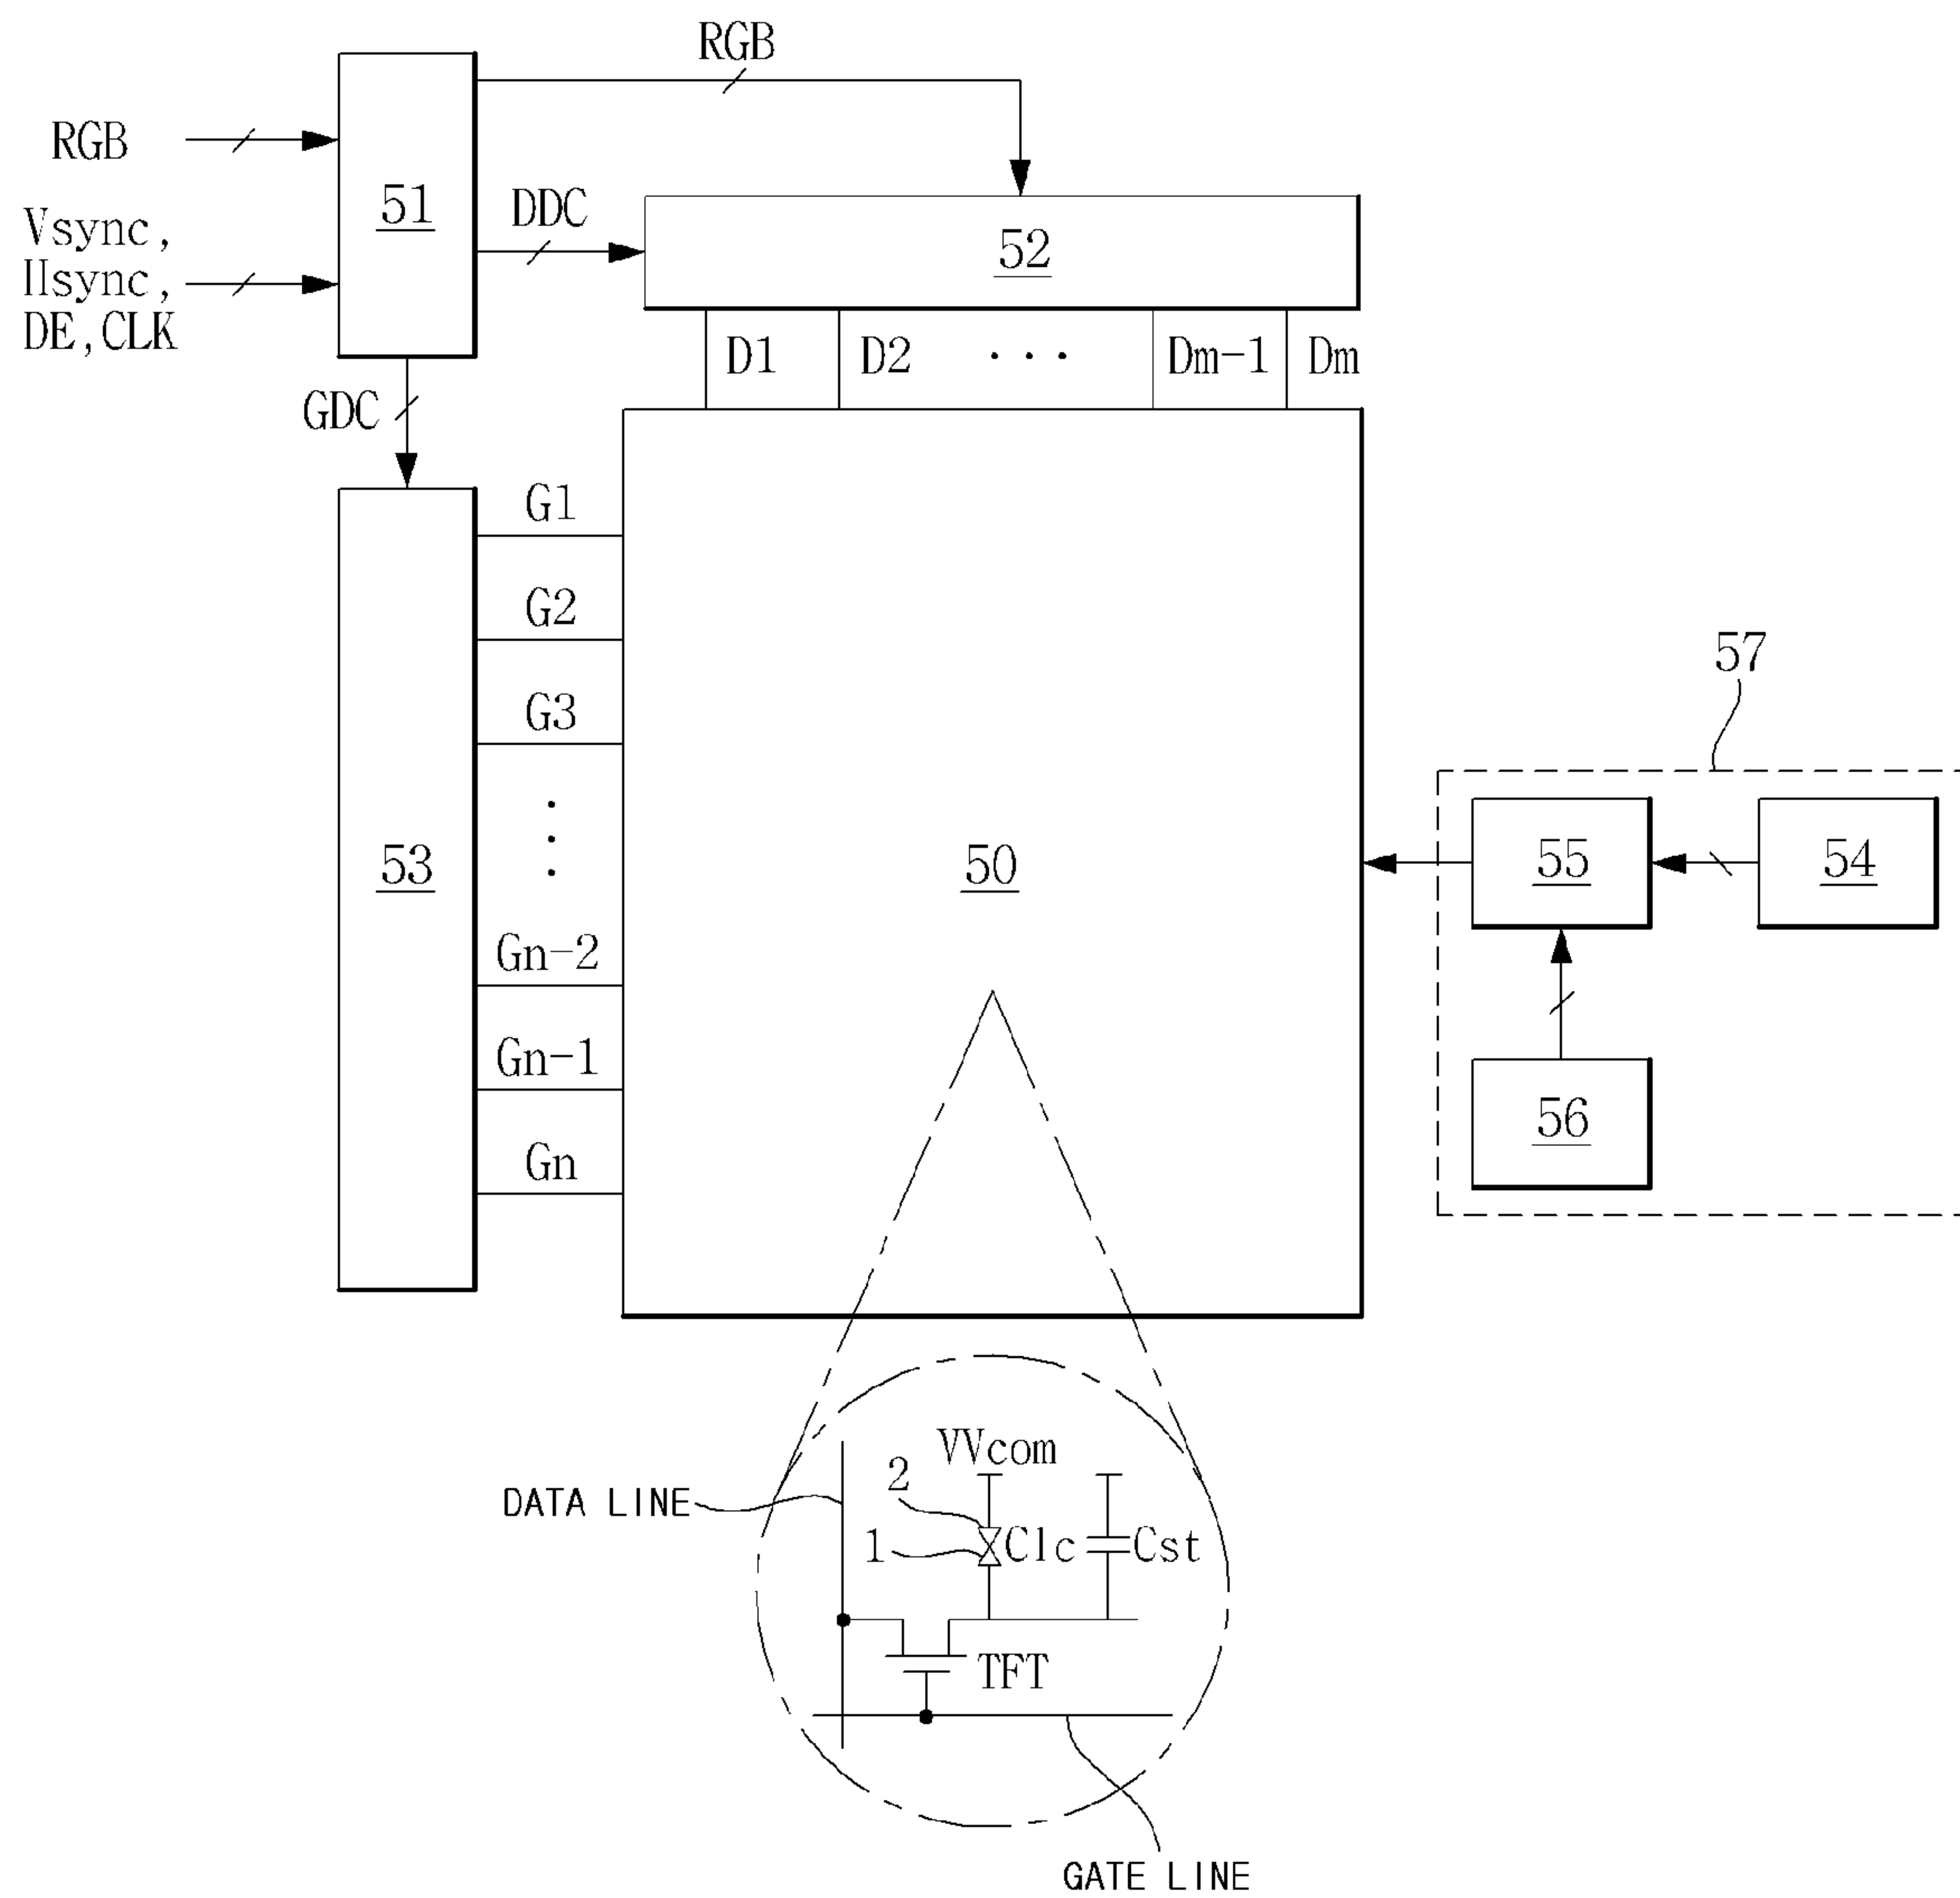 RGB
RGB
51
Vsync,
Hsync,
DE,CLK
DDC
52
D1 D2 ... Dm-1 Dm
GDC
G1
G2
G3
Gn-2
Gn-1
Gn
53
50
57
55
54
56
VVcom
2
DATA LINE
1
Clc
Cst
TFT
GATE LINE